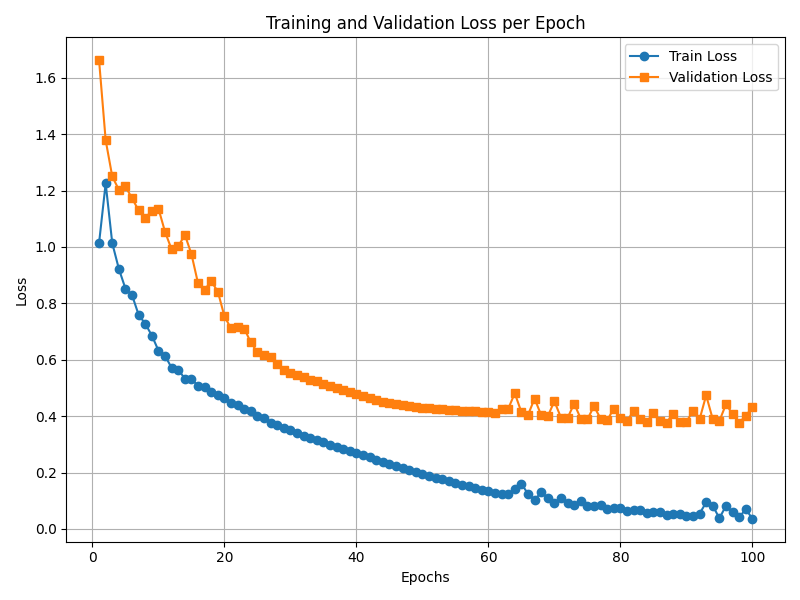 Training and Validation Loss per Epoch
Train Loss
Validation Loss
Loss
1.6
1.4
1.2
1.0
0.8
0.6
0.4
0.2
0.0
0 20 40 60 80 100
Epochs